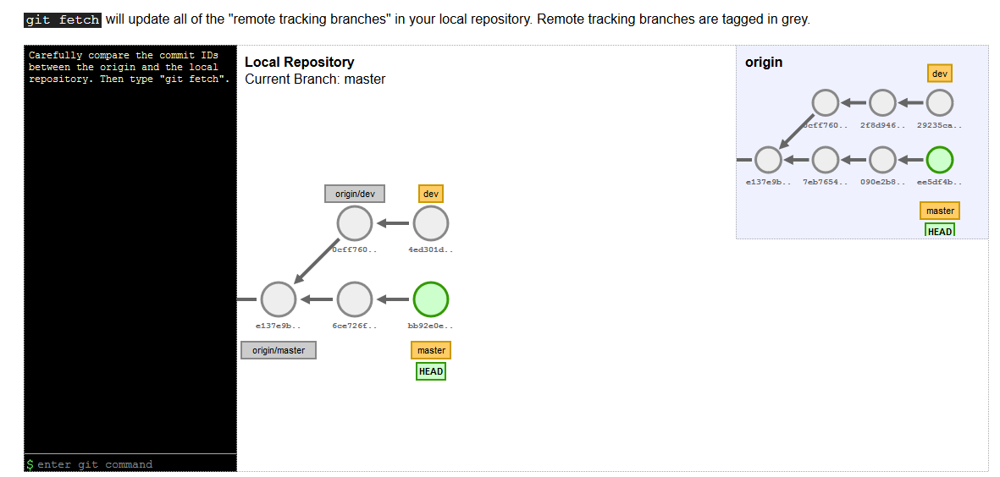 git fetch will update all of the "remote tracking branches" in your local repository. Remote tracking branches are tagged in grey.
Carefully compare the commit IDs
between the origin and the local
repository. Then type "git fetch".
$ enter git command
Local Repository
Current Branch: master
origin/dev
dev
0cff760..
4ed301d..
e137e9b..
6ce726f..
bb92e0e..
origin/master
master
HEAD
origin
dev
0cff760..
2f8d946..
29235ca..
e137e9b..
7eb7654..
090e2b8..
ee5df4b..
master
HEAD